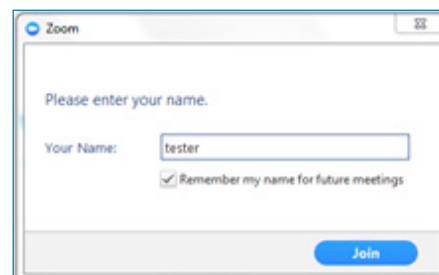 Zoom
Please enter your name.
Your Name: tester
Remember my name for future meetings
Join